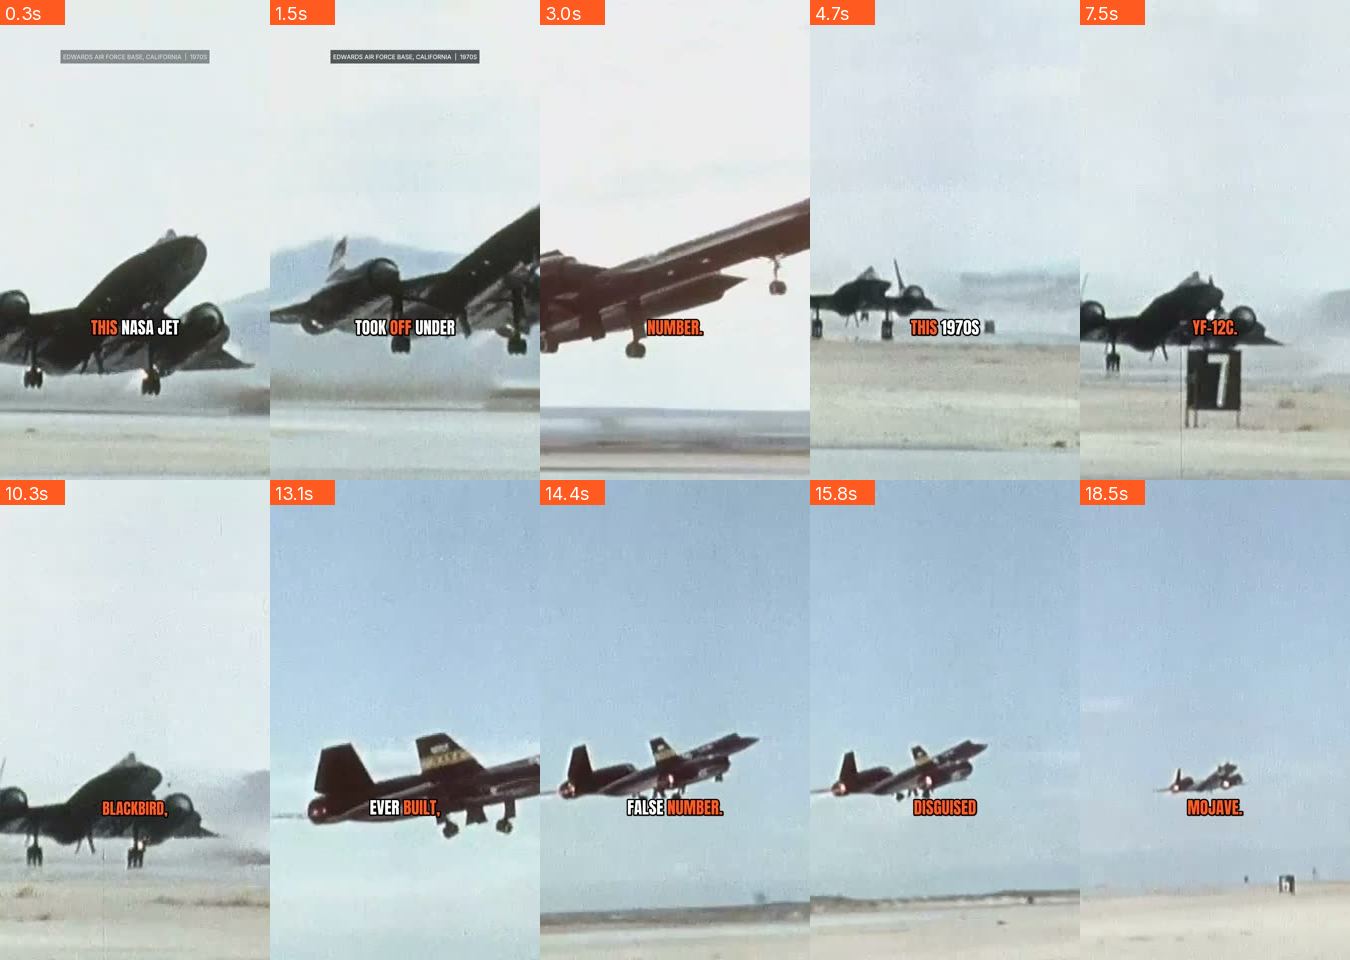 0.3s
EDWARDS AIR FORCE BASE, CALIFORNIA | 1970S
THIS NASA JET
1.5s
EDWARDS AIR FORCE BASE, CALIFORNIA | 1970S
TOOK OFF UNDER
3.0s
NUMBER.
4.7s
THIS 1970S
7.5s
YF-12C.
7
10.3s
BLACKBIRD,
13.1s
NASA
EVER BUILT,
14.4s
FALSE NUMBER.
15.8s
DISGUISED
18.5s
MOJAVE.